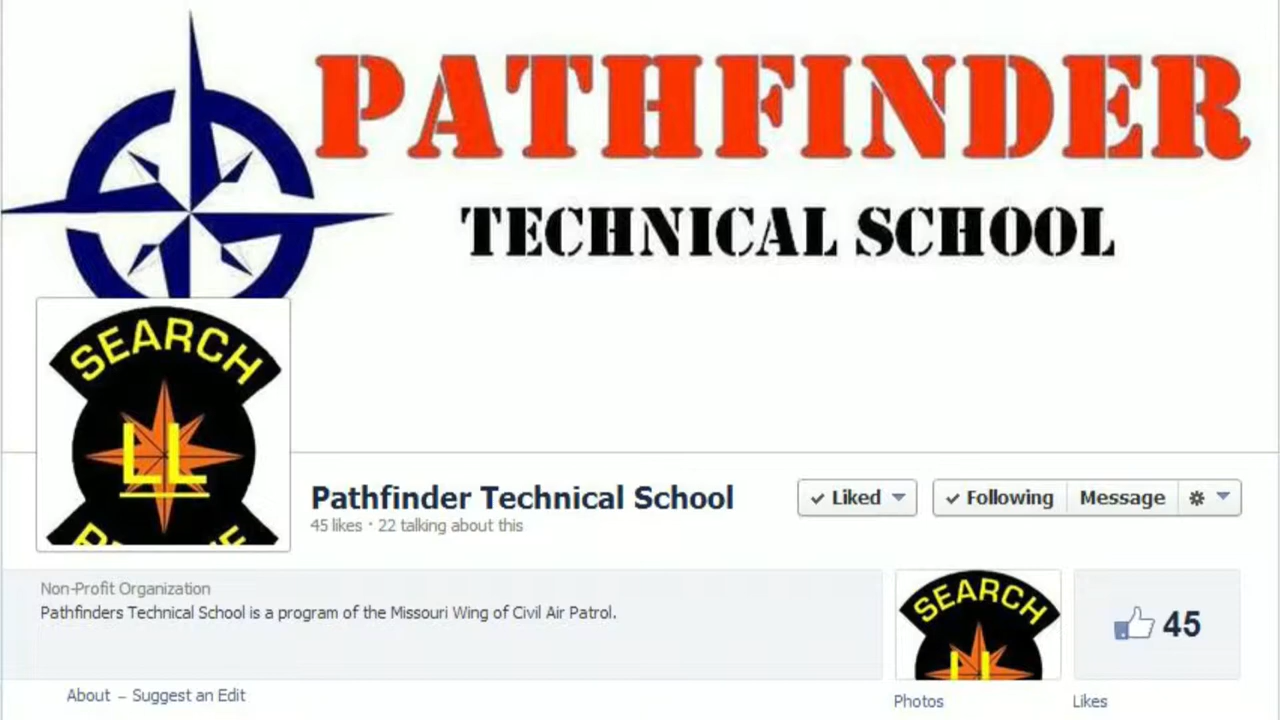 PATHFINDER
TECHNICAL SCHOOL
SEARCH
LL
Pathfinder Technical School
45 likes · 22 talking about this
Liked
Following
Message
Non-Profit Organization
Pathfinders Technical School is a program of the Missouri Wing of Civil Air Patrol.
SEARCH
LL
45
About – Suggest an Edit
Photos
Likes